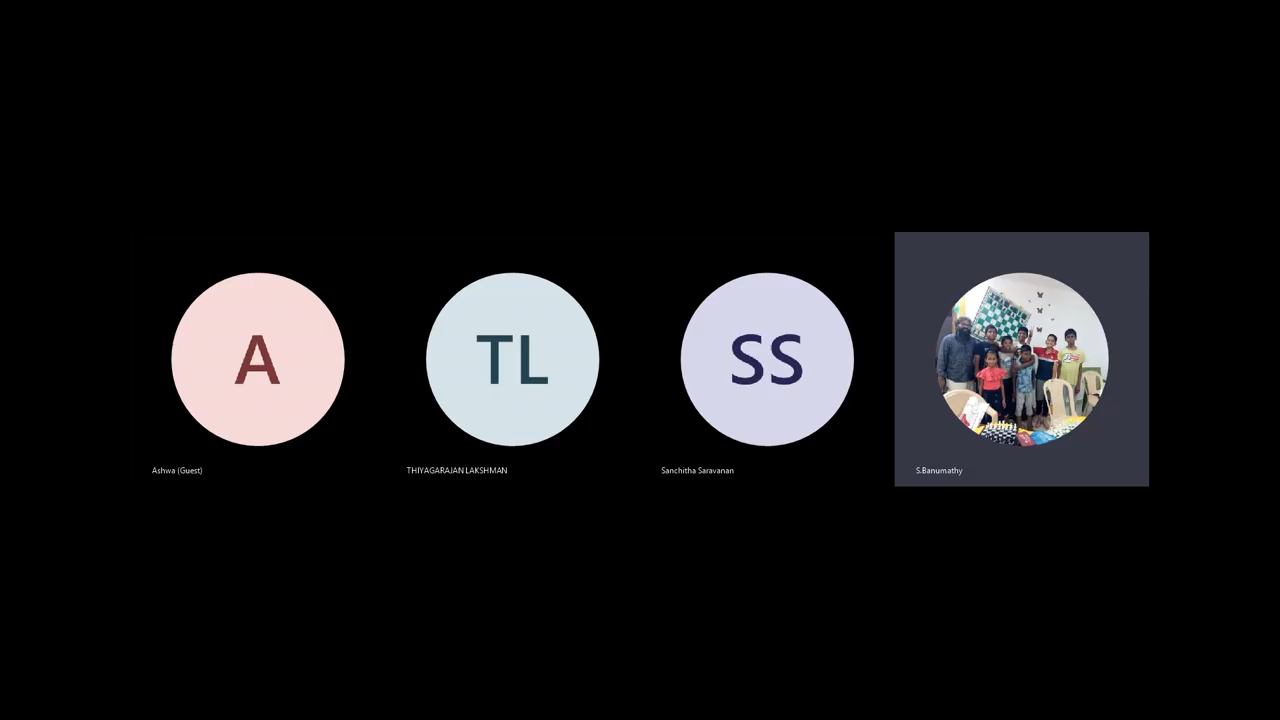 A
TL
SS
Ashwa (Guest)
THIYAGARAJAN LAKSHMAN
Sanchitha Saravanan
S.Banumathy